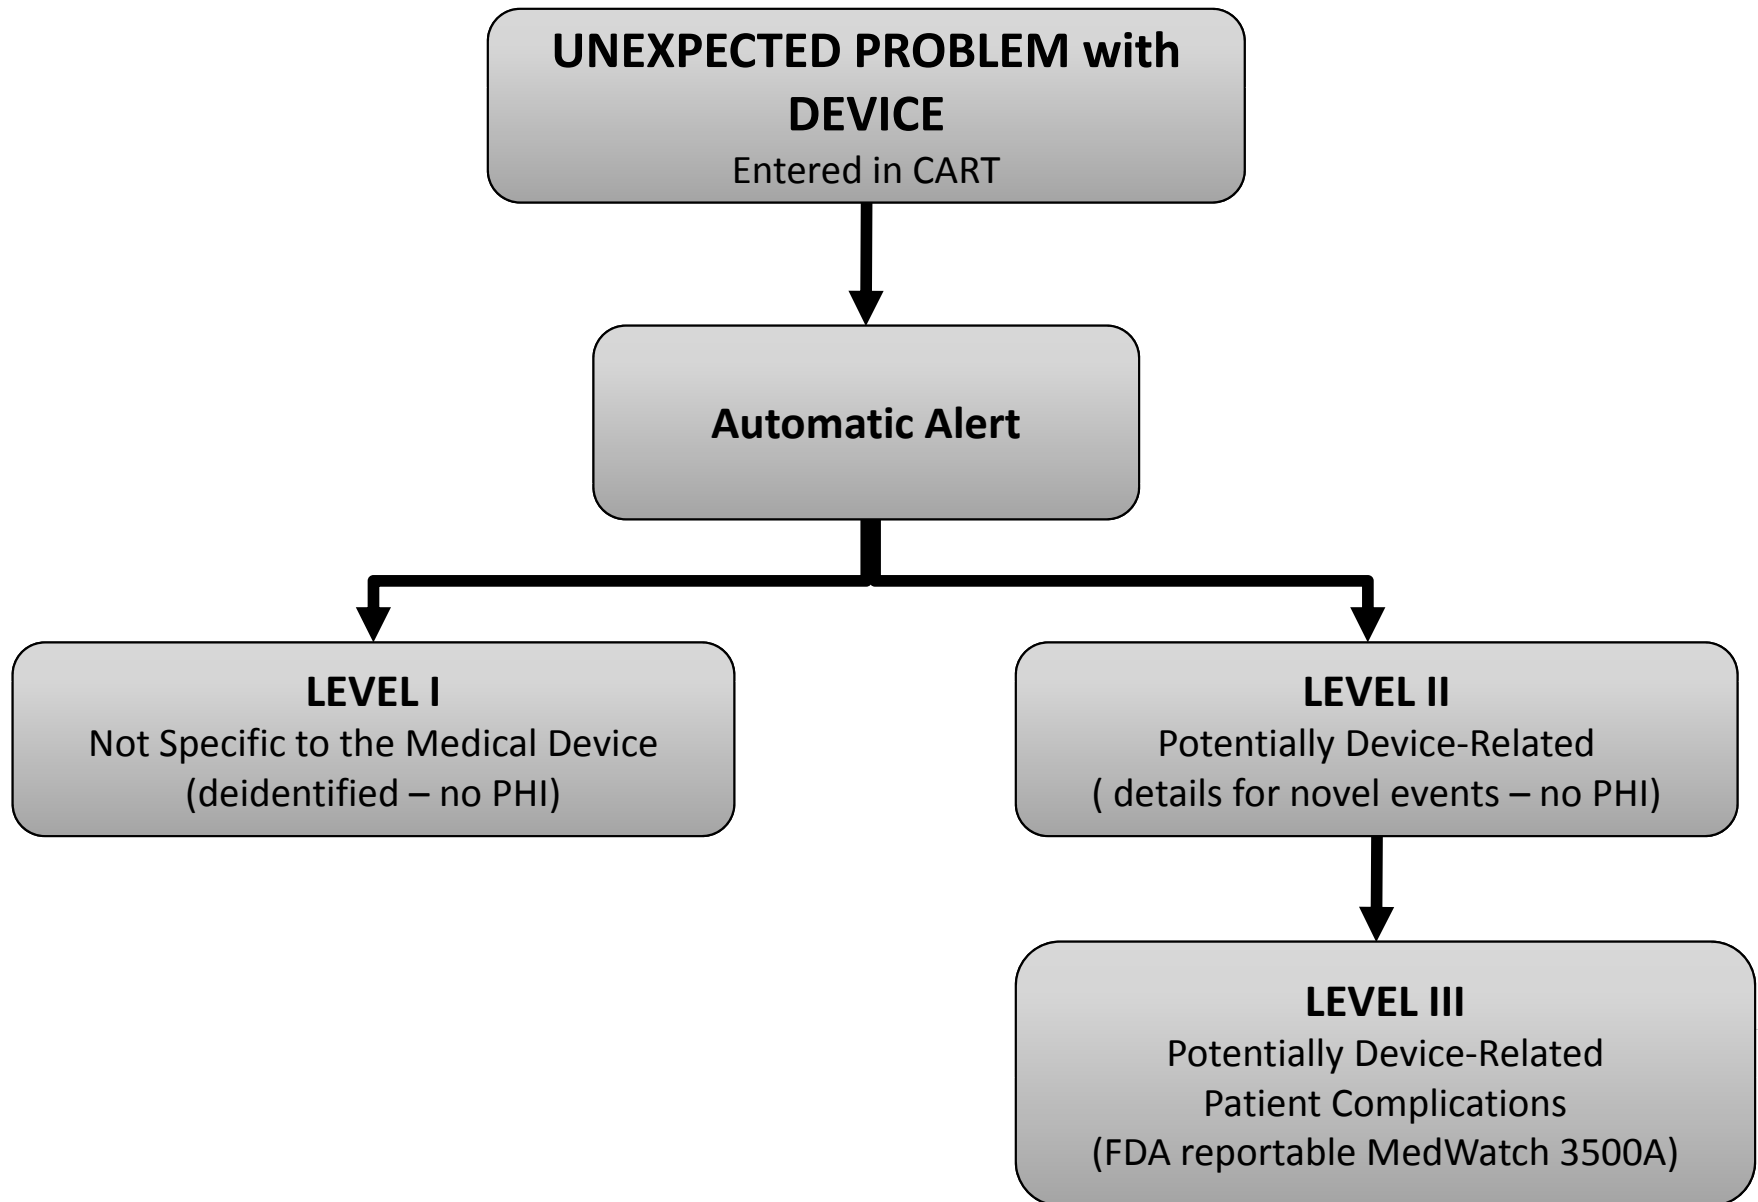 UNEXPECTED PROBLEM with
DEVICE
Entered in CART
Automatic Alert
LEVEL I
Not Specific to the Medical Device
(deidentified – no PHI)
LEVEL II
Potentially Device-Related
( details for novel events – no PHI)
LEVEL III
Potentially Device-Related
Patient Complications
(FDA reportable MedWatch 3500A)